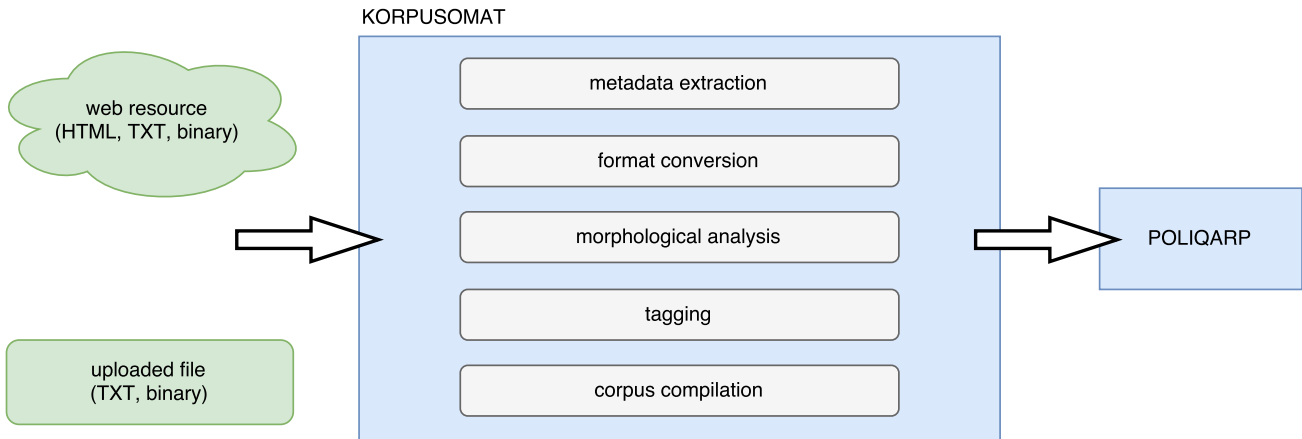 KORPUSOMAT
web resource
(HTML, TXT, binary)
uploaded file
(TXT, binary)
metadata extraction
format conversion
morphological analysis
tagging
corpus compilation
POLIQARP